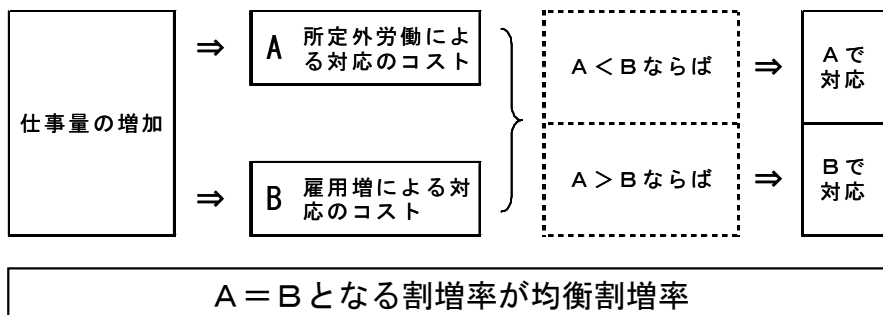 仕事量の増加
⇒
A 所定外労働によ
る対応のコスト
⇒
B 雇用増による対
応のコスト
A<Bならば
⇒
Aで
対応
A>Bならば
⇒
Bで
対応
A=Bとなる割増率が均衡割増率